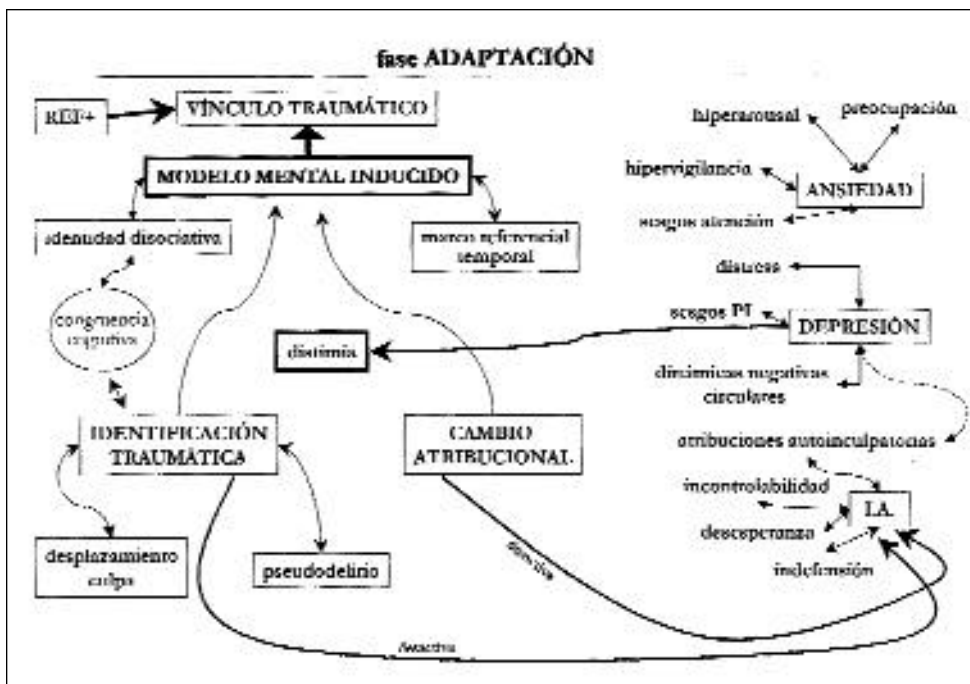 fase ADAPTACIÓN
REF+
VÍNCULO TRAUMÁTICO
MODELO MENTAL INDUCIDO
identidad disociativa
marco referencial
temporal
congruencia
cognitiva
distimia
IDENTIFICACIÓN
TRAUMÁTICA
CAMBIO
ATRIBUCIONAL
desplazamiento
culpa
pseudodelirio
hiperarousal
preocupación
hipervigilancia
ANSIEDAD
sesgos atención
distress
sesgos PI
DEPRESIÓN
dinámicas negativas
circulares
atribuciones autoinculpatorias
incontrolabilidad
I.A.
desesperanza
indefensión